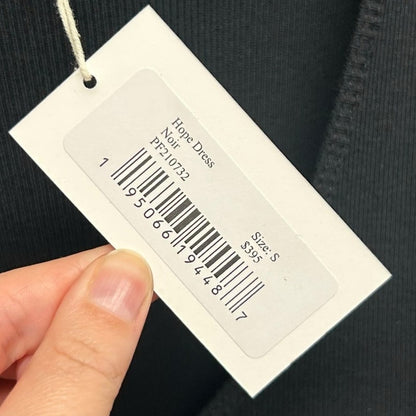 Hope Dress
Noir
PF210732
Size: S
$395
1 95066 19448 7